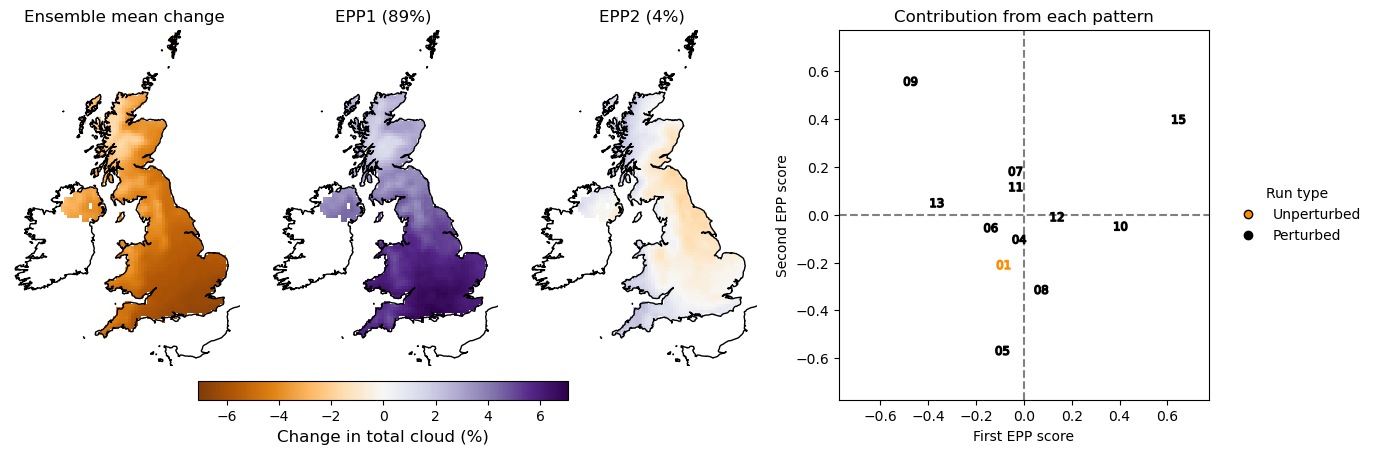 Ensemble mean change
EPP1 (89%)
EPP2 (4%)
−6 −4 −2 0 2 4 6
Change in total cloud (%)
Contribution from each pattern
Second EPP score
0.6
0.4
0.2
0.0
−0.2
−0.4
−0.6
09
15
07
11
13
12
06
10
04
01
08
05
−0.6 −0.4 −0.2 0.0 0.2 0.4 0.6
First EPP score
Run type
Unperturbed
Perturbed